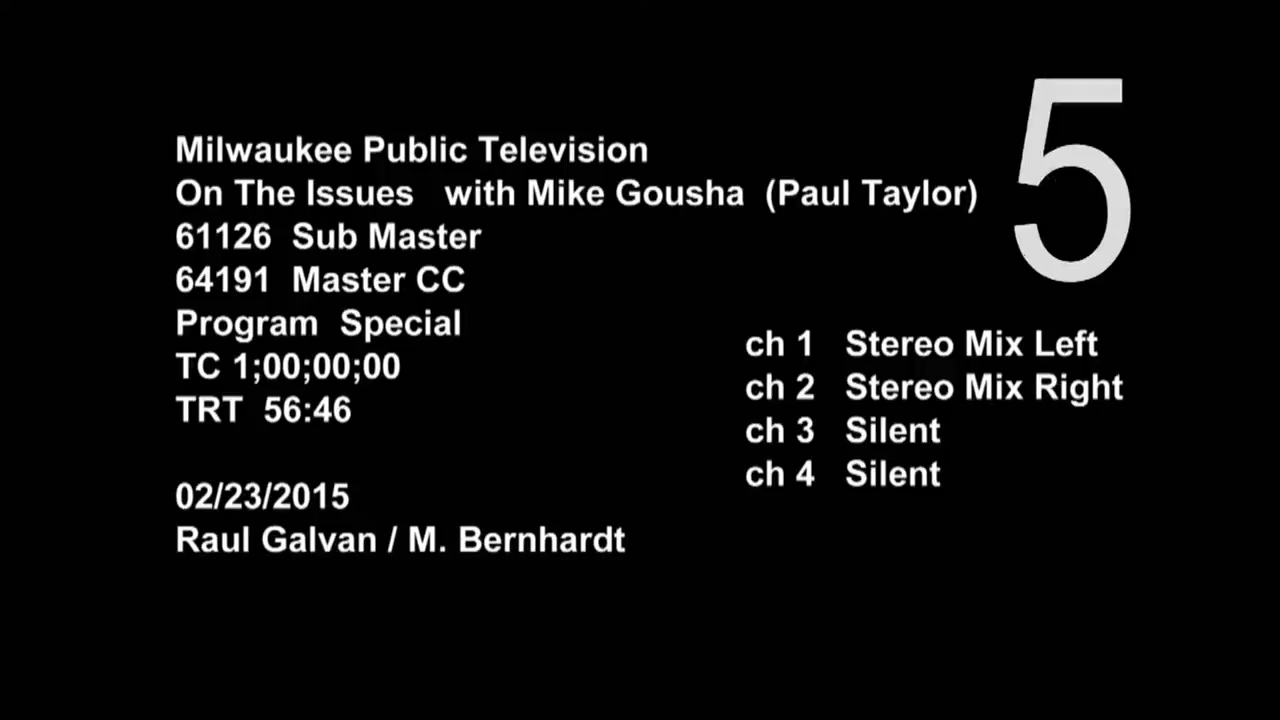 5
Milwaukee Public Television
On The Issues with Mike Gousha (Paul Taylor)
61126 Sub Master
64191 Master CC
Program Special
TC 1;00;00;00
TRT 56:46
02/23/2015
Raul Galvan / M. Bernhardt
ch 1 Stereo Mix Left
ch 2 Stereo Mix Right
ch 3 Silent
ch 4 Silent